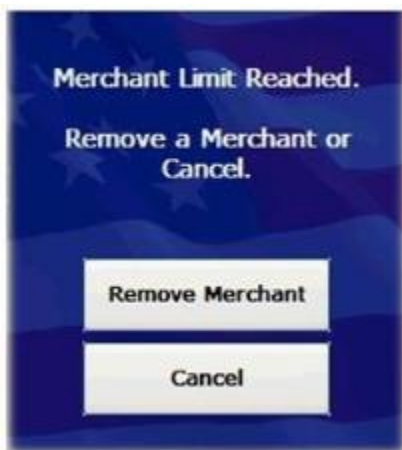 Merchant Limit Reached.
Remove a Merchant or
Cancel.
Remove Merchant
Cancel